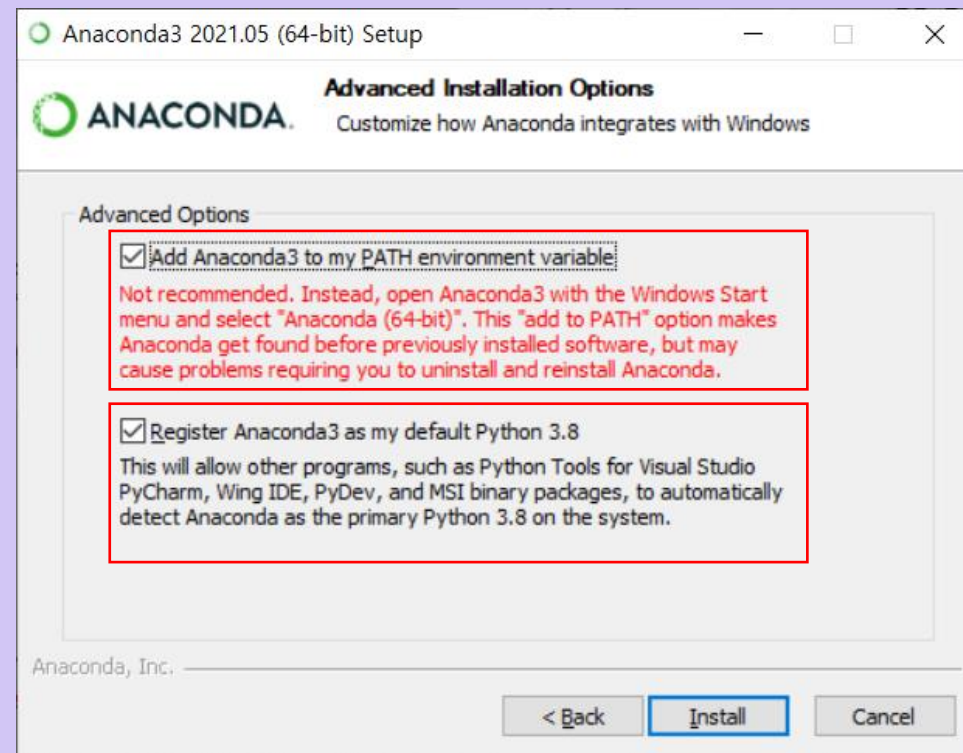 Anaconda3 2021.05 (64-bit) Setup
ANACONDA.
Advanced Installation Options
Customize how Anaconda integrates with Windows
Advanced Options
Add Anaconda3 to my PATH environment variable
Not recommended. Instead, open Anaconda3 with the Windows Start
menu and select "Anaconda (64-bit)". This "add to PATH" option makes
Anaconda get found before previously installed software, but may
cause problems requiring you to uninstall and reinstall Anaconda.
Register Anaconda3 as my default Python 3.8
This will allow other programs, such as Python Tools for Visual Studio
PyCharm, Wing IDE, PyDev, and MSI binary packages, to automatically
detect Anaconda as the primary Python 3.8 on the system.
Anaconda, Inc.
< Back
Install
Cancel